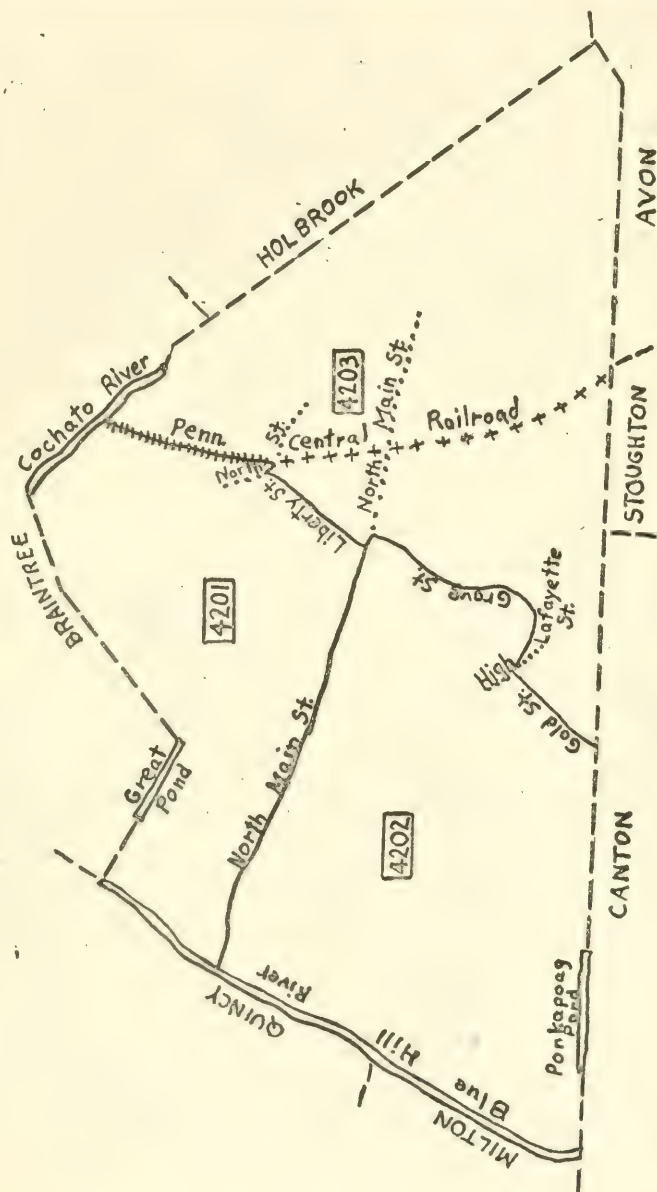 HOLBROOK
AVON
Cochato River
4203
North
Main St.
Penn
Central
Railroad
North
St.
STOUGHTON
Liberty St.
BRAINTREE
4201
Grove
St.
Lafayette
St.
High
Gold St.
Great
Pond
North
Main St.
4202
CANTON
QUINCY
Blue
Hill
River
Ponkapoag
Pond
MILTON